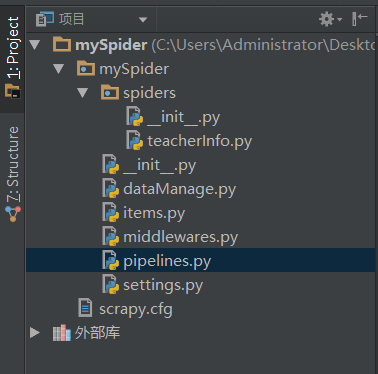 1: Project
Z: Structure
项目
mySpider (C:\Users\Administrator\Deskto
mySpider
spiders
__init__.py
teacherInfo.py
__init__.py
dataManage.py
items.py
middlewares.py
pipelines.py
settings.py
scrapy.cfg
外部库